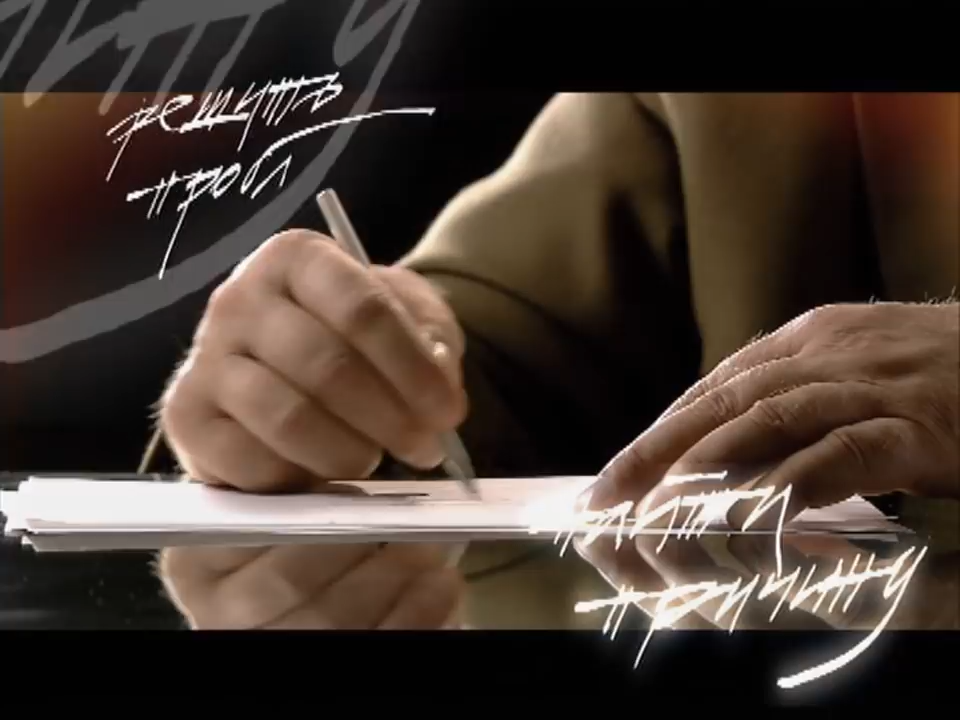 решить
пробл
найти
причину